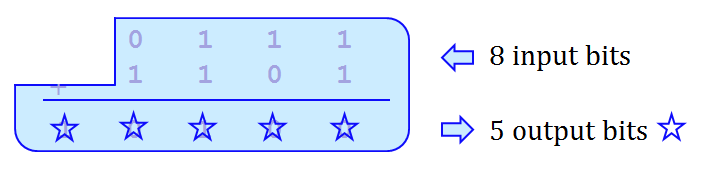 0 1 1 1
+ 1 1 0 1
8 input bits
5 output bits